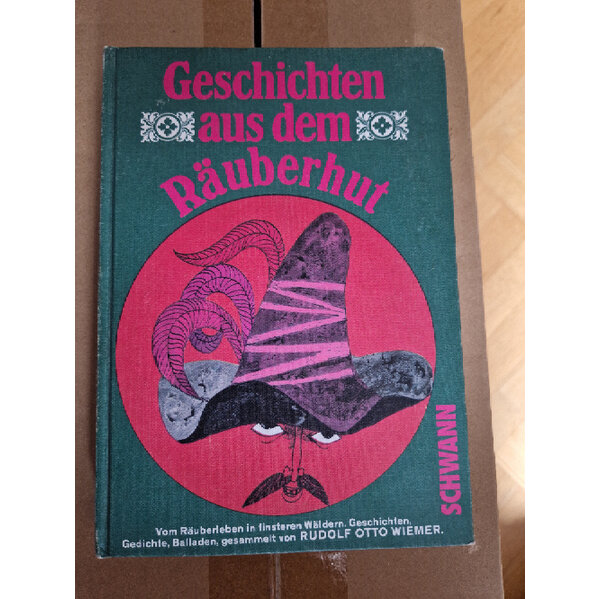 Geschichten
aus dem
Räuberhut
SCHWANN
Vom Räuberleben in finsteren Wäldern. Geschichten,
Gedichte, Balladen, gesammelt von RUDOLF OTTO WIEMER.